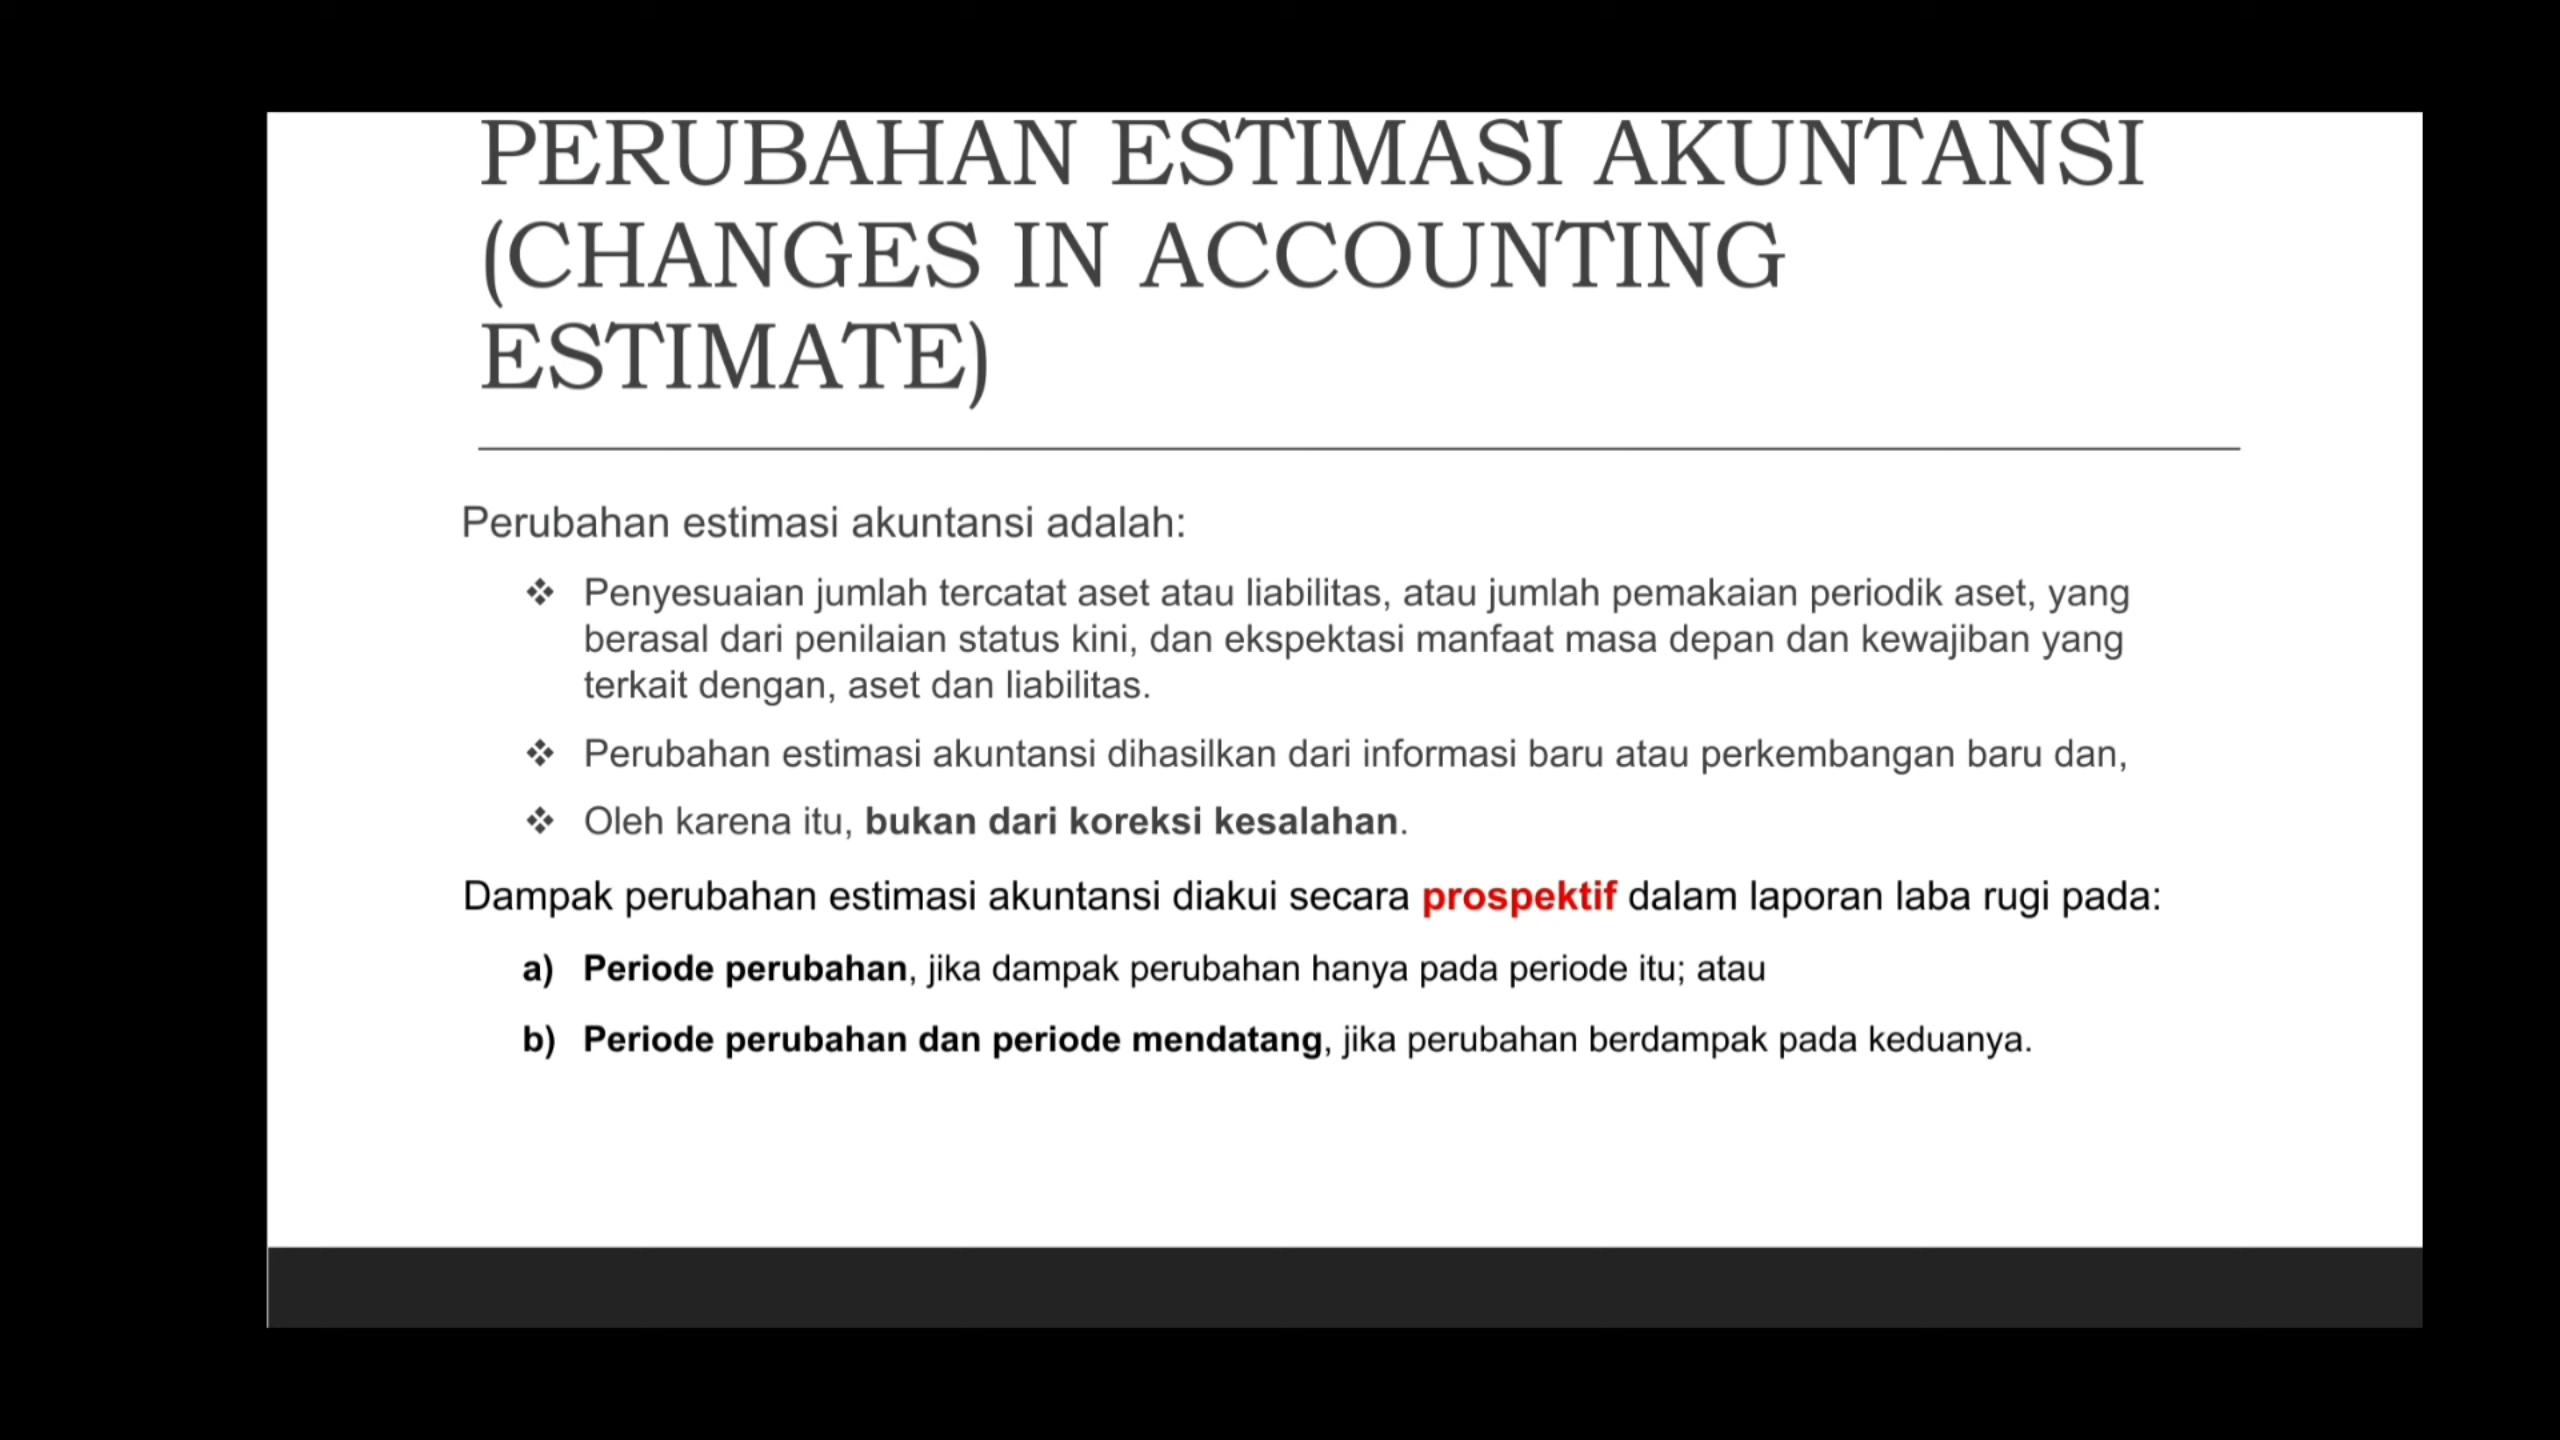 PERUBAHAN ESTIMASI AKUNTANSI
(CHANGES IN ACCOUNTING
ESTIMATE)
Perubahan estimasi akuntansi adalah:
❖ Penyesuaian jumlah tercatat aset atau liabilitas, atau jumlah pemakaian periodik aset, yang
berasal dari penilaian status kini, dan ekspektasi manfaat masa depan dan kewajiban yang
terkait dengan, aset dan liabilitas.
❖ Perubahan estimasi akuntansi dihasilkan dari informasi baru atau perkembangan baru dan,
❖ Oleh karena itu, bukan dari koreksi kesalahan.
Dampak perubahan estimasi akuntansi diakui secara prospektif dalam laporan laba rugi pada:
a) Periode perubahan, jika dampak perubahan hanya pada periode itu; atau
b) Periode perubahan dan periode mendatang, jika perubahan berdampak pada keduanya.